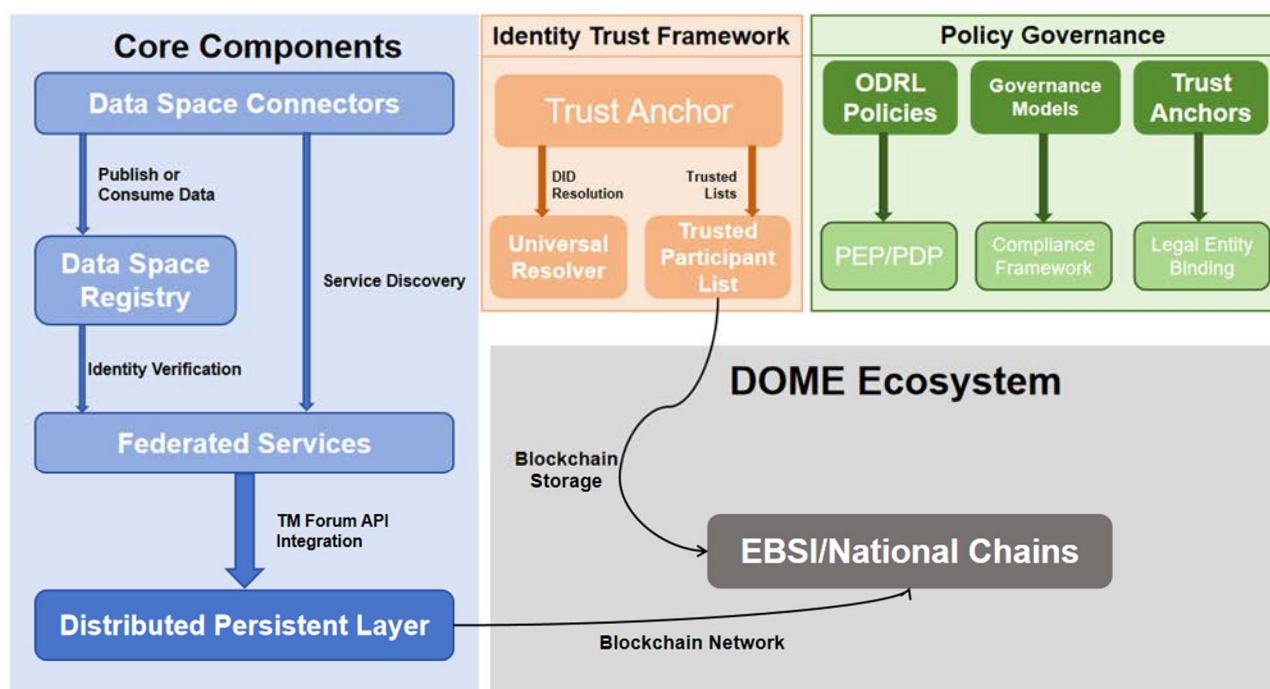 Core Components
Data Space Connectors
Publish or
Consume Data
Data Space
Registry
Service Discovery
Identity Verification
Federated Services
TM Forum API
Integration
Distributed Persistent Layer
Identity Trust Framework
Trust Anchor
DID
Resolution
Trusted
Lists
Universal
Resolver
Trusted
Participant
List
Policy Governance
ODRL
Policies
Governance
Models
Trust
Anchors
PEP/PDP
Compliance
Framework
Legal Entity
Binding
DOME Ecosystem
Blockchain
Storage
EBSI/National Chains
Blockchain Network